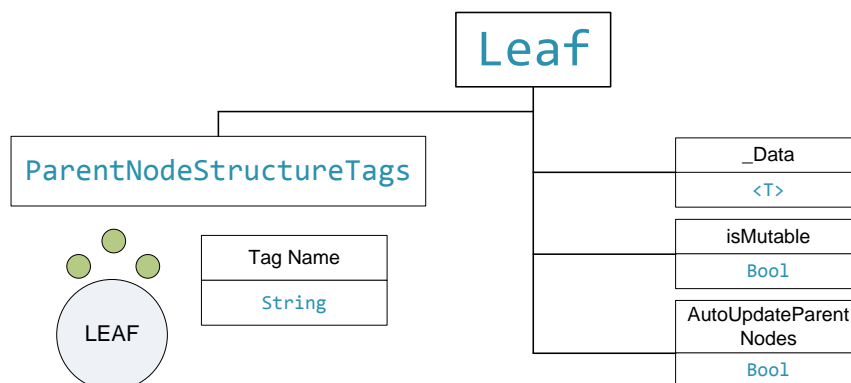 Leaf
ParentNodeStructureTags
_Data
<T>
isMutable
Bool
Tag Name
String
LEAF
AutoUpdateParent
Nodes
Bool